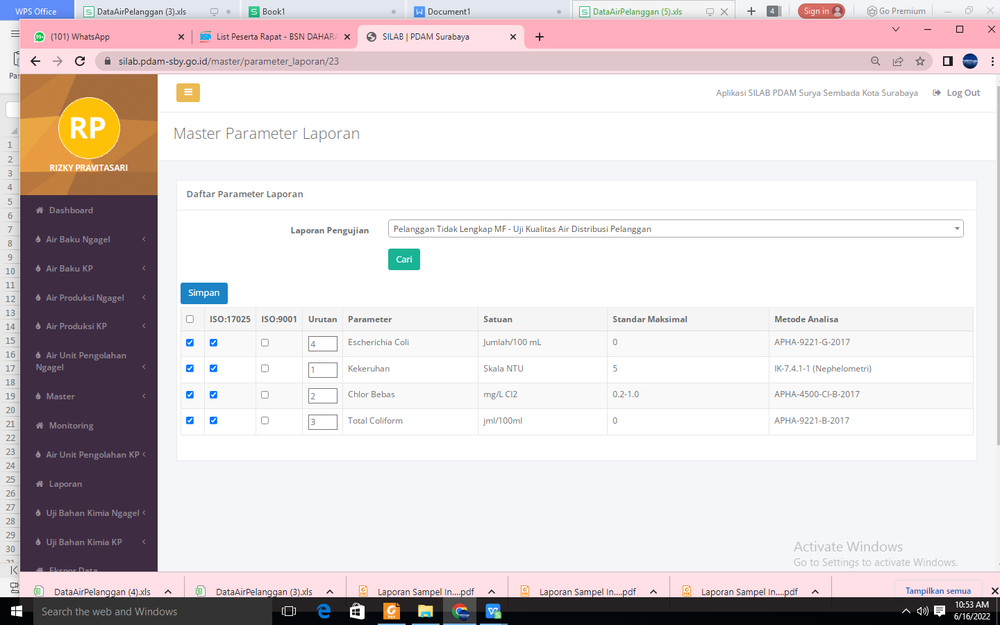 WPS Office
DataAirPelanggan (3).xls
Book1
Document1
DataAirPelanggan (5).xls
4
Sign in
Go Premium
(101) WhatsApp
List Peserta Rapat - BSN DAHARA
SILAB | PDAM Surabaya
silab.pdam-sby.go.id/master/parameter_laporan/23
Pas
RP
RIZKY PRAVITASARI
Aplikasi SILAB PDAM Surya Sembada Kota Surabaya
Log Out
Master Parameter Laporan
Dashboard
Air Baku Ngagel
Air Baku KP
Air Produksi Ngagel
Air Produksi KP
Air Unit Pengolahan
Ngagel
Master
Monitoring
Air Unit Pengolahan KP
Laporan
Uji Bahan Kimia Ngagel
Uji Bahan Kimia KP
Ekspor Data
Daftar Parameter Laporan
Laporan Pengujian
Pelanggan Tidak Lengkap MF - Uji Kualitas Air Distribusi Pelanggan
Cari
Simpan
ISO:17025 ISO:9001 Urutan Parameter Satuan Standar Maksimal Metode Analisa
4 Escherichia Coli Jumlah/100 mL 0 APHA-9221-G-2017
1 Kekeruhan Skala NTU 5 IK-7.4.1-1 (Nephelometri)
2 Chlor Bebas mg/L Cl2 0.2-1.0 APHA-4500-Cl-B-2017
3 Total Coliform jml/100ml 0 APHA-9221-B-2017
1
2
3
4
5
6
7
8
9
10
11
12
13
14
15
16
17
18
19
20
21
22
23
24
25
26
27
28
29
30
31
Activate Windows
Go to Settings to activate Windows.
DataAirPelanggan (4).xls
DataAirPelanggan (3).xls
Laporan Sampel In....pdf
Laporan Sampel In....pdf
Laporan Sampel In....pdf
Tampilkan semua
Search the web and Windows
10:53 AM
6/16/2022